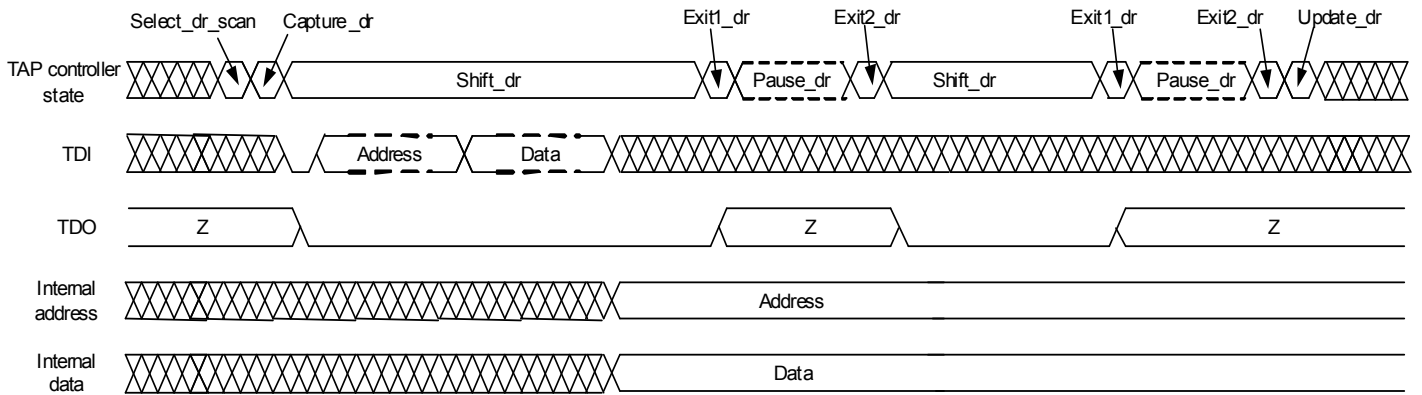 Select_dr_scan Capture_dr Exit1_dr Exit2_dr Exit1_dr Exit2_dr Update_dr
TAP controller state Shift_dr Pause_dr Shift_dr Pause_dr
TDI Address Data
TDO Z Z Z
Internal address Address
Internal data Data